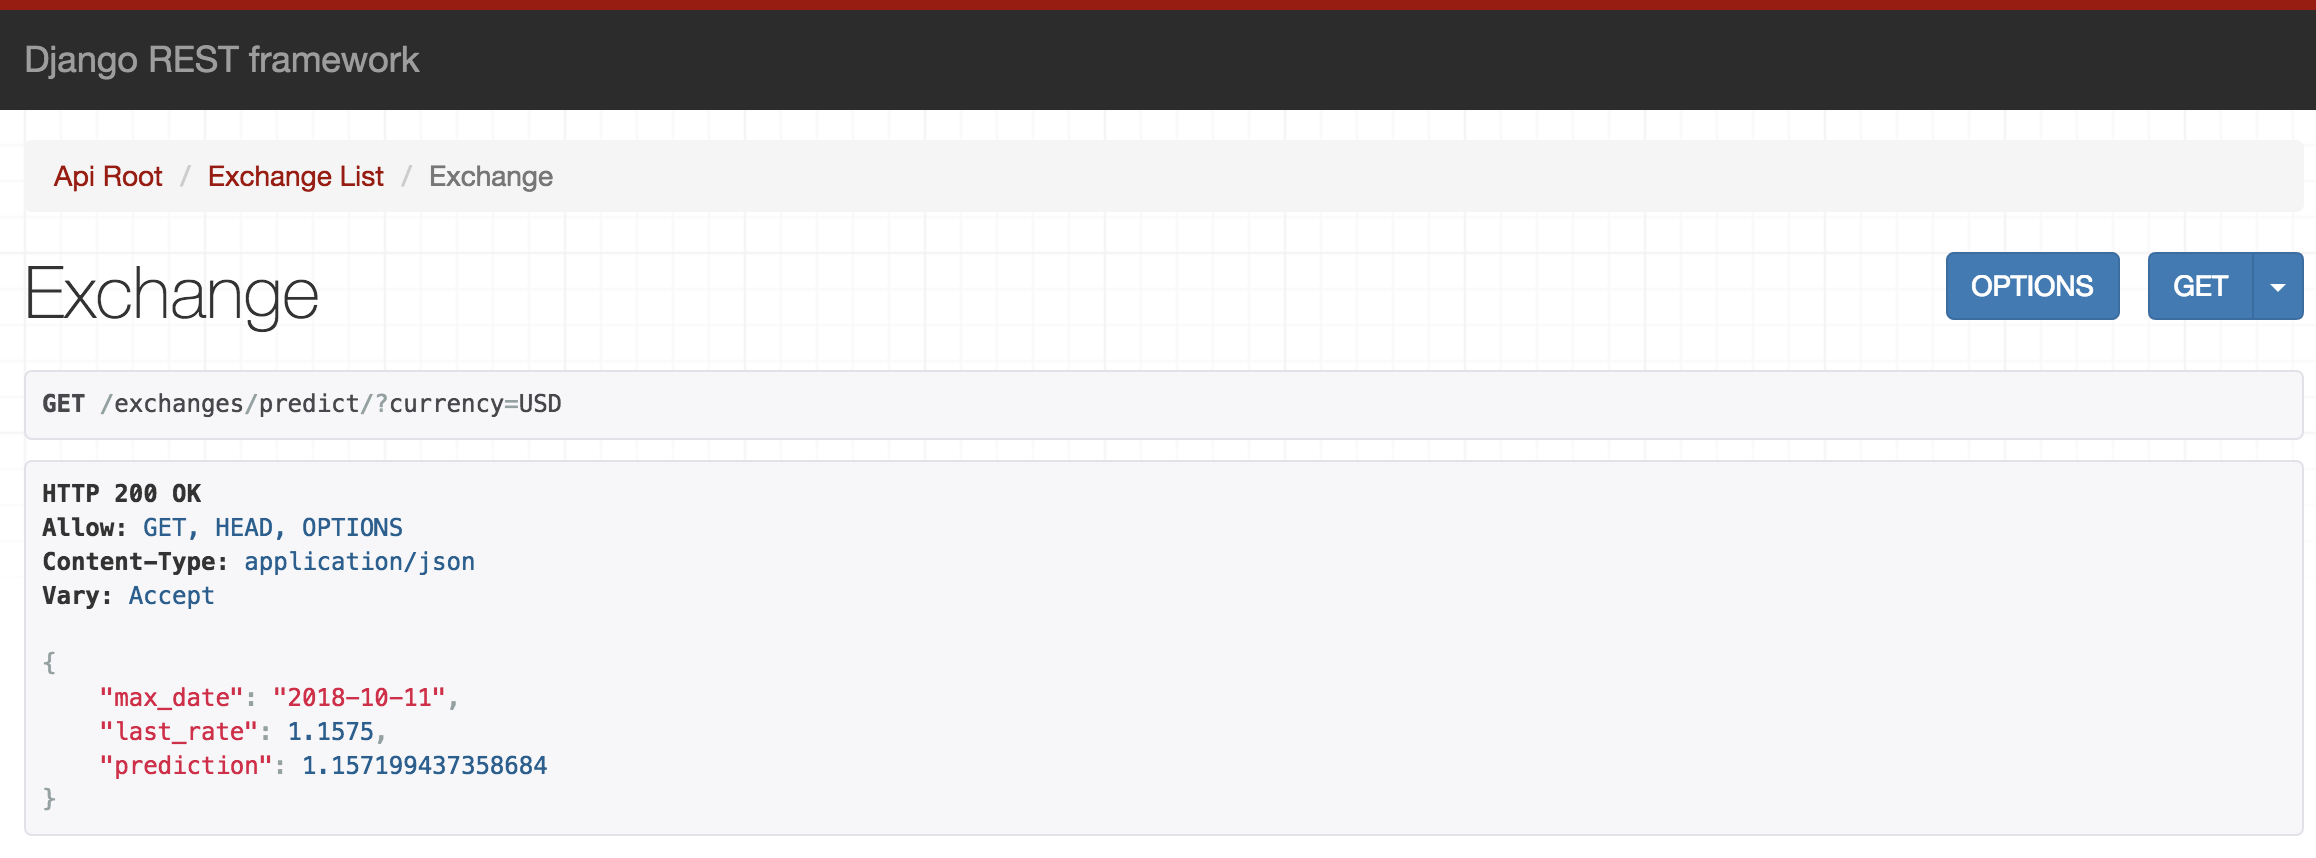 Django REST framework
Api Root / Exchange List / Exchange
Exchange
OPTIONS
GET
GET /exchanges/predict/?currency=USD
HTTP 200 OK
Allow: GET, HEAD, OPTIONS
Content-Type: application/json
Vary: Accept
{
    "max_date": "2018-10-11",
    "last_rate": 1.1575,
    "prediction": 1.157199437358684
}